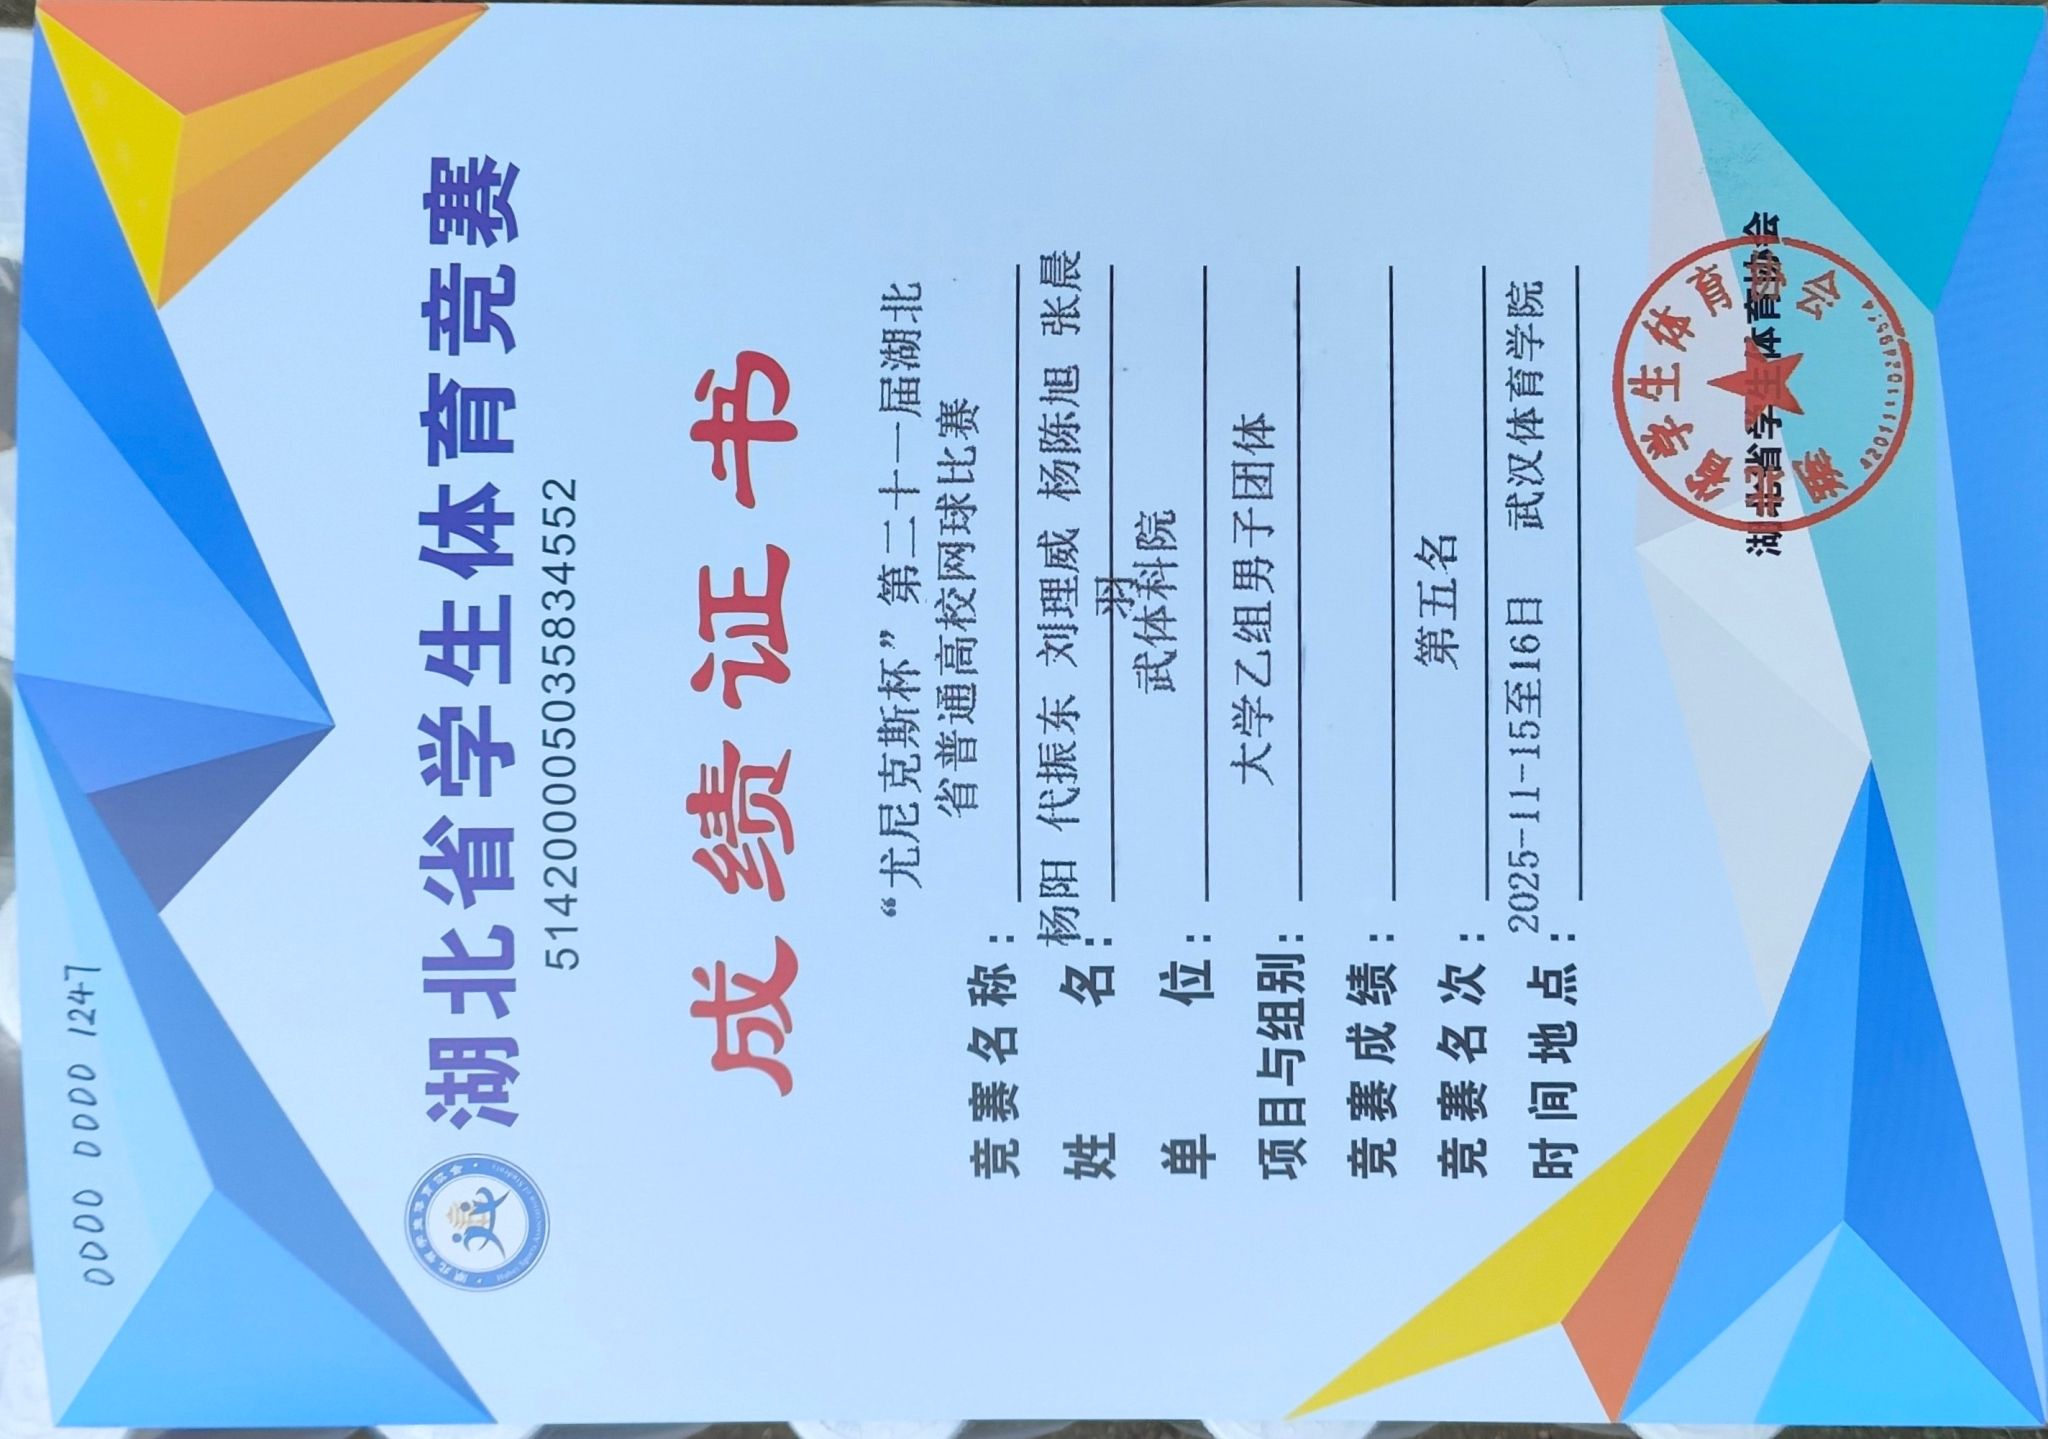 0000 0000 1247
湖北省学生体育竞赛
5142000503583 4552
成绩证书
竞赛名称：“尤尼克斯杯”第二十一届湖北
省普通高校网球比赛
姓 名：杨阳 代振东 刘理威 杨陈旭 张晨
羽
单 位：武体科院
项目与组别：大学乙组男子团体
竞赛成绩：
竞赛名次：第五名
时间地点：2025-11-15至16日 武汉体育学院
湖北省学生体育协会